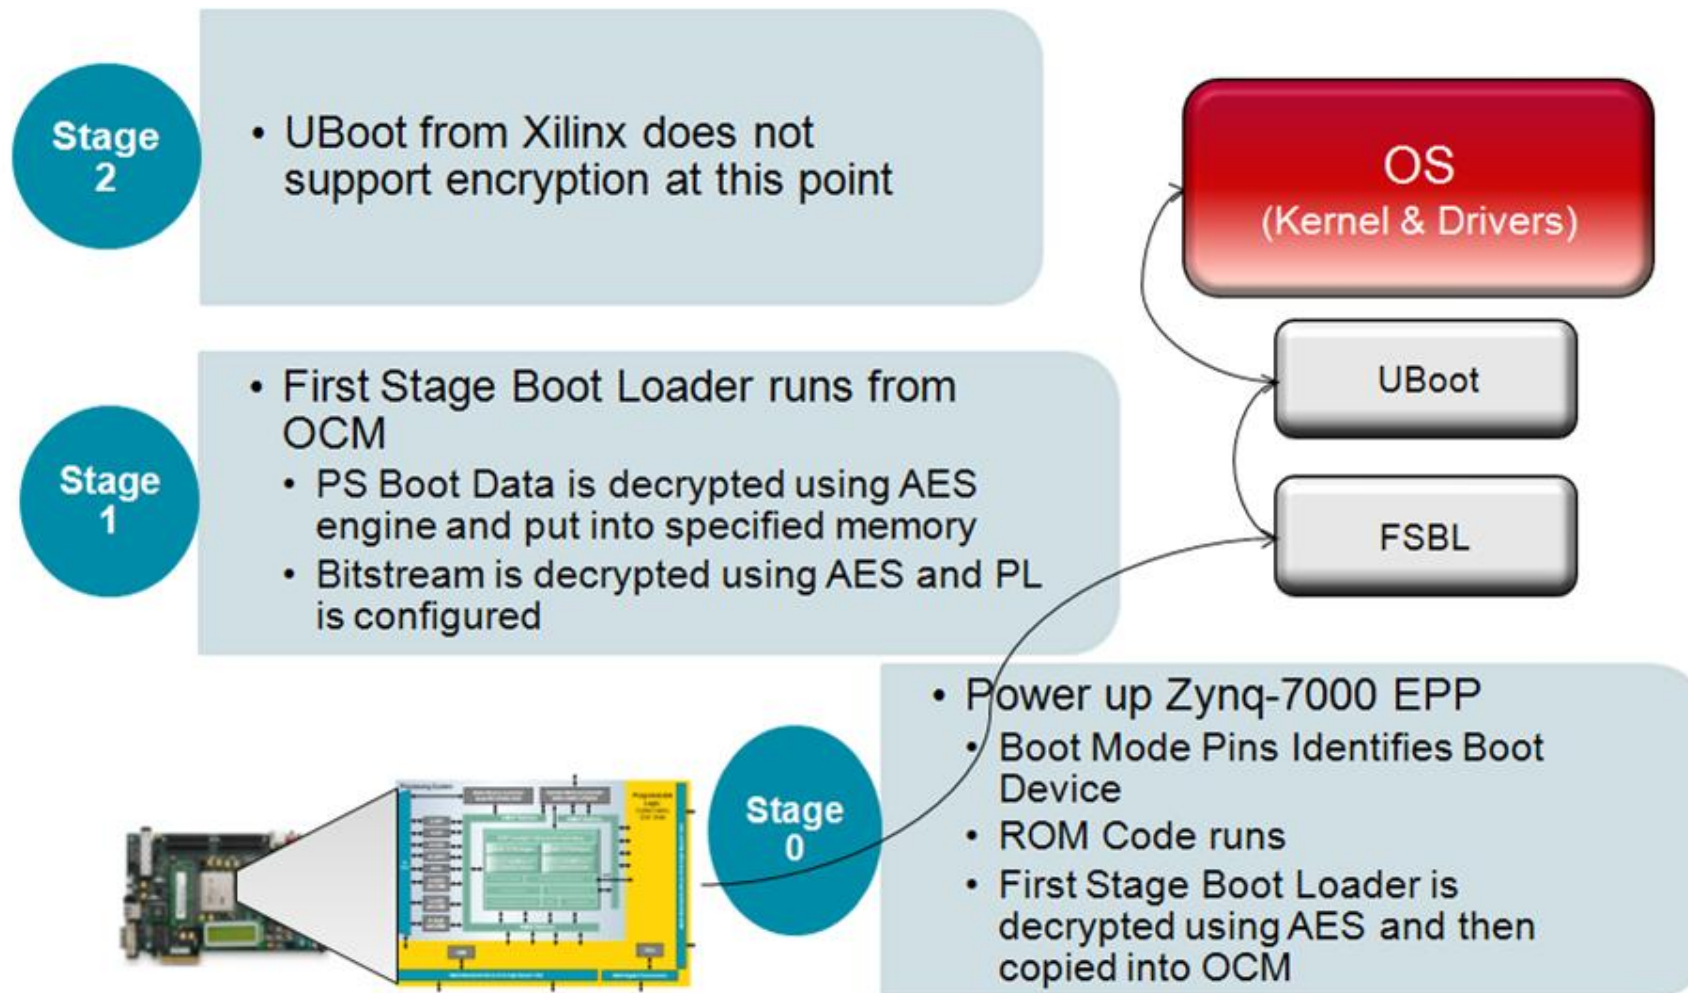 Stage
2
• UBoot from Xilinx does not
support encryption at this point
OS
(Kernel & Drivers)
UBoot
FSBL
Stage
1
• First Stage Boot Loader runs from
OCM
• PS Boot Data is decrypted using AES
engine and put into specified memory
• Bitstream is decrypted using AES and PL
is configured
Stage
0
• Power up Zynq-7000 EPP
• Boot Mode Pins Identifies Boot
Device
• ROM Code runs
• First Stage Boot Loader is
decrypted using AES and then
copied into OCM
Processing System
Programmable
Logic